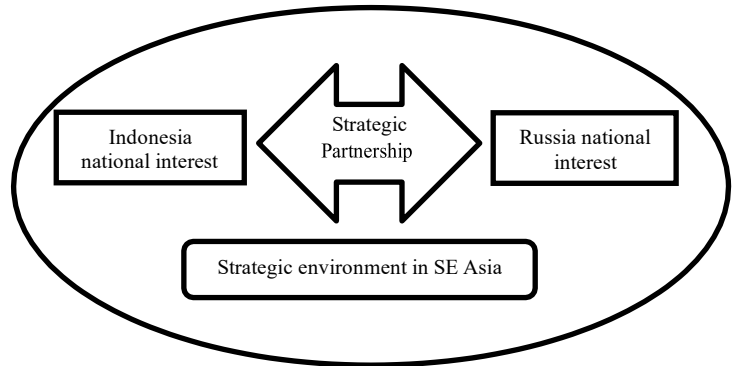 Indonesia
national interest
Strategic
Partnership
Russia national
interest
Strategic environment in SE Asia